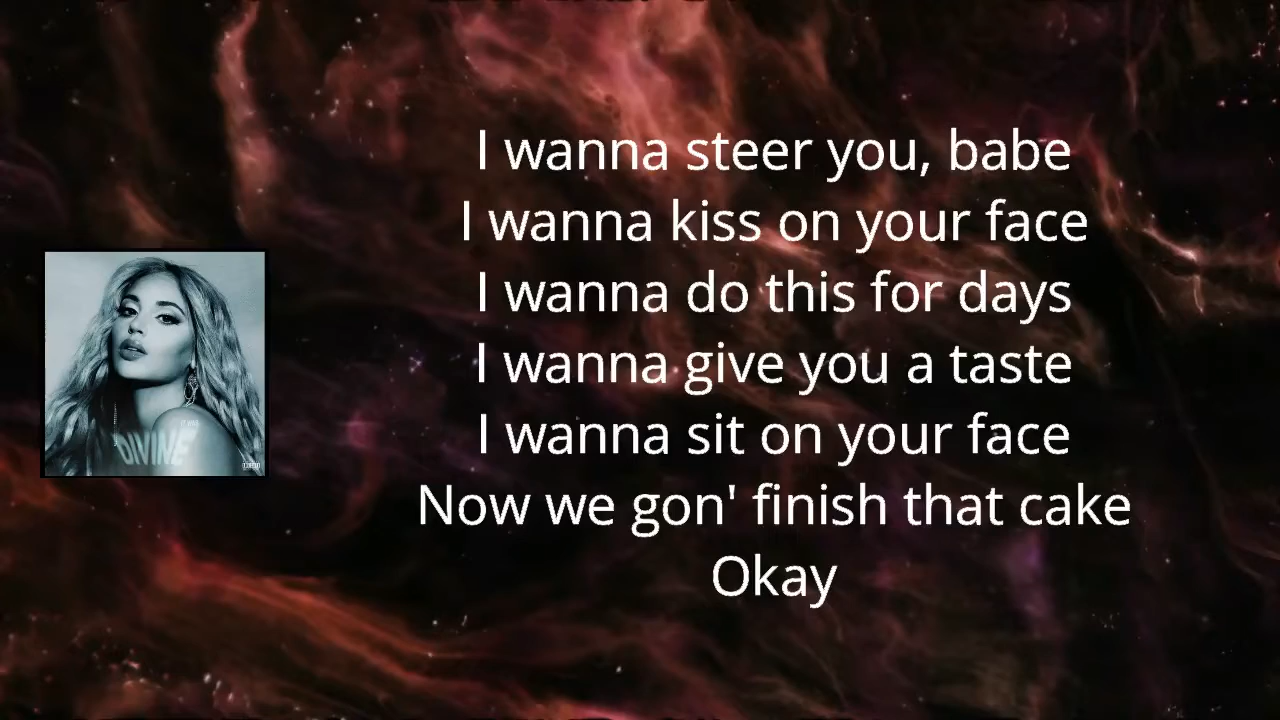 DIVINE
I wanna steer you, babe
I wanna kiss on your face
I wanna do this for days
I wanna give you a taste
I wanna sit on your face
Now we gon' finish that cake
Okay